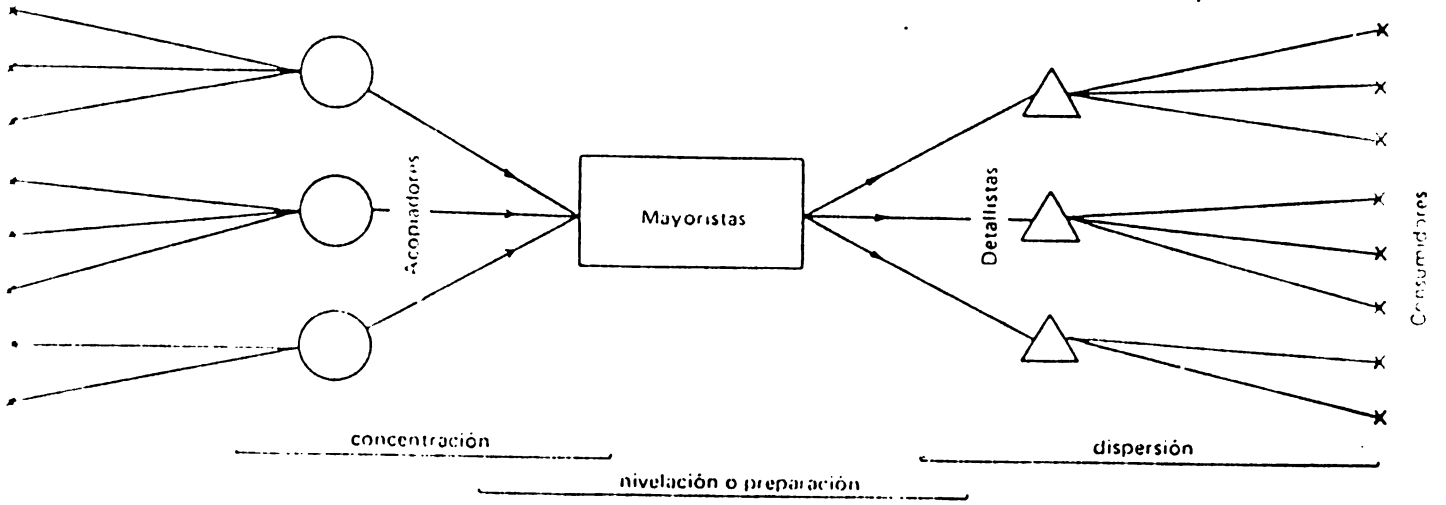 Acopiadores
Mayoristas
Detallistas
Consumidores
concentración
nivelación o preparación
dispersión